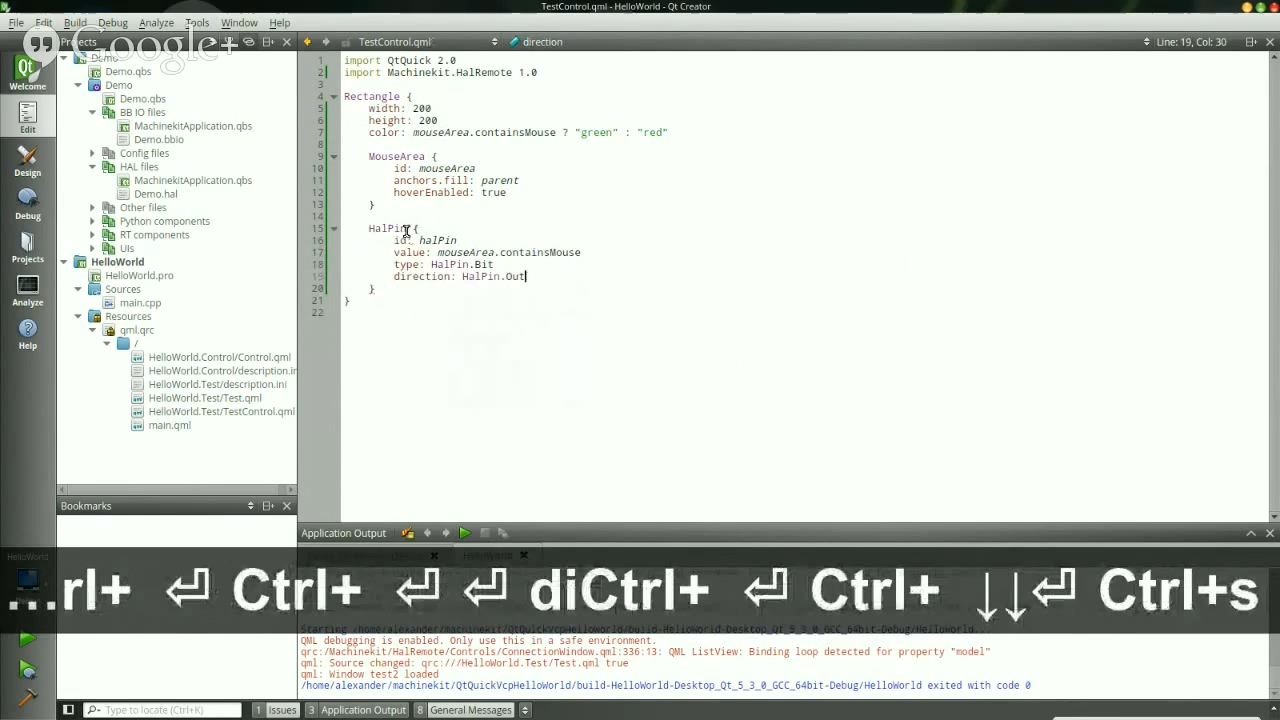 TestControl.qml - HelloWorld - Qt Creator
File Edit Build Debug Analyze Tools Window Help
Google+
Projects
TestControl.qml
direction
Line: 19, Col: 30
Welcome
Edit
Design
Debug
Projects
Analyze
Help
Demo
Demo.qbs
Demo
Demo.qbs
BB IO files
MachinekitApplication.qbs
Demo.bbio
Config files
HAL files
MachinekitApplication.qbs
Demo.hal
Other files
Python components
RT components
UIs
HelloWorld
HelloWorld.pro
Sources
main.cpp
Resources
qml.qrc
/
HelloWorld.Control/Control.qml
HelloWorld.Control/description.in
HelloWorld.Test/description.ini
HelloWorld.Test/Test.qml
HelloWorld.Test/TestControl.qml
main.qml
Bookmarks
1 import QtQuick 2.0
2 import Machinekit.HalRemote 1.0
3
4 Rectangle {
5 width: 200
6 height: 200
7 color: mouseArea.containsMouse ? "green" : "red"
8
9 MouseArea {
10 id: mouseArea
11 anchors.fill: parent
12 hoverEnabled: true
13 }
14
15 HalPin {
16 id: halPin
17 value: mouseArea.containsMouse
18 type: HalPin.Bit
19 direction: HalPin.Out
20 }
21 }
22
Application Output
HelloWorld
HelloWorld
...rl+ ⏎ Ctrl+ ⏎ ⏎ diCtrl+ ⏎ Ctrl+ ↓↓⏎ Ctrl+s
Starting /home/alexander/machinekit/QtQuickVcpHelloWorld/build-HelloWorld-Desktop_Qt_5_3_0_GCC_64bit-Debug/HelloWorld...
QML debugging is enabled. Only use this in a safe environment.
qrc:/Machinekit/HalRemote/Controls/ConnectionWindow.qml:336:13: QML ListView: Binding loop detected for property "model"
qml: Source changed: qrc:///HelloWorld.Test/Test.qml true
qml: Window test2 loaded
/home/alexander/machinekit/QtQuickVcpHelloWorld/build-HelloWorld-Desktop_Qt_5_3_0_GCC_64bit-Debug/HelloWorld exited with code 0
Type to locate (Ctrl+K)
1 Issues
3 Application Output
8 General Messages